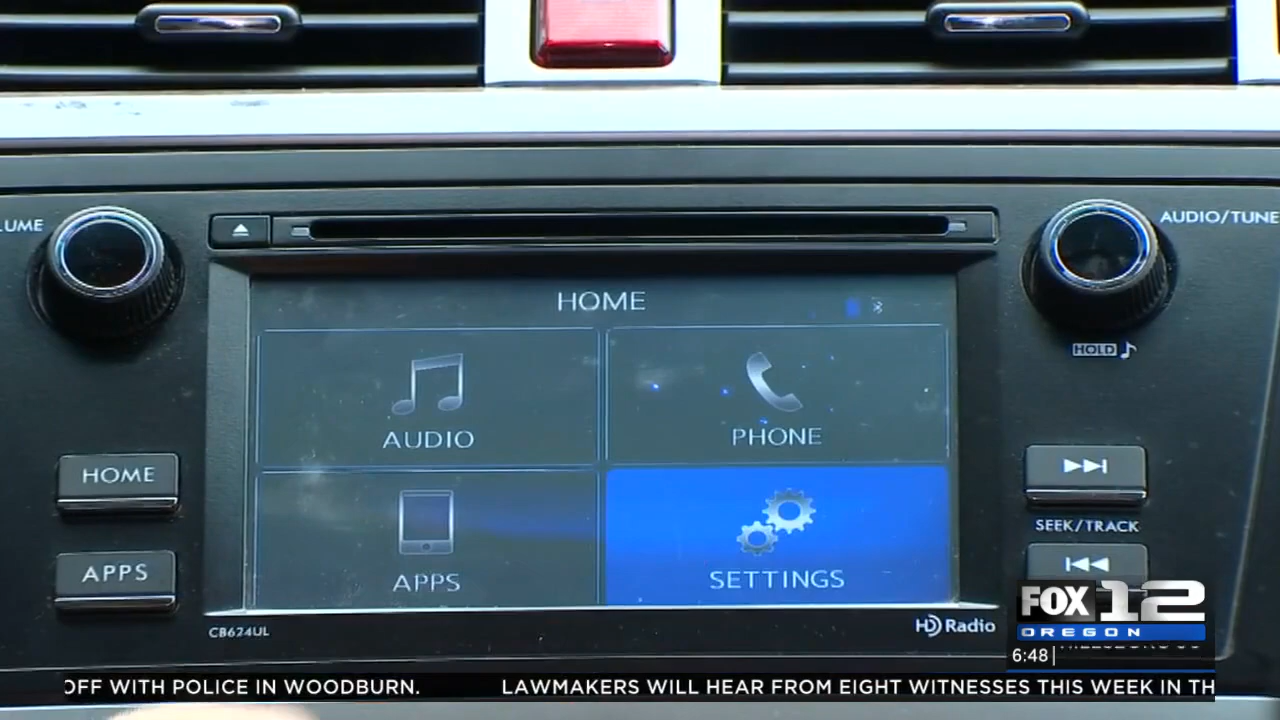 AUDIO/TUNE
HOME
HOLD
AUDIO
PHONE
HOME
SEEK/TRACK
APPS
APPS
SETTINGS
CB624UL
HD Radio
FOX 12
OREGON
6:48
OFF WITH POLICE IN WOODBURN. LAWMAKERS WILL HEAR FROM EIGHT WITNESSES THIS WEEK IN TH